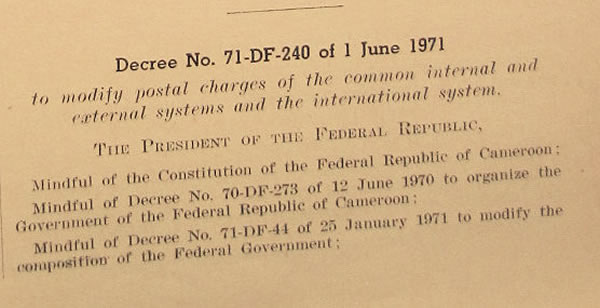 Decree No. 71-DF-240 of 1 June 1971
to modify postal charges of the common internal and
external systems and the international system.
THE PRESIDENT OF THE FEDERAL REPUBLIC,
Mindful of the Constitution of the Federal Republic of Cameroon;
Mindful of Decree No. 70-DF-273 of 12 June 1970 to organize the
Government of the Federal Republic of Cameroon;
Mindful of Decree No. 71-DF-44 of 25 January 1971 to modify the
composition of the Federal Government;